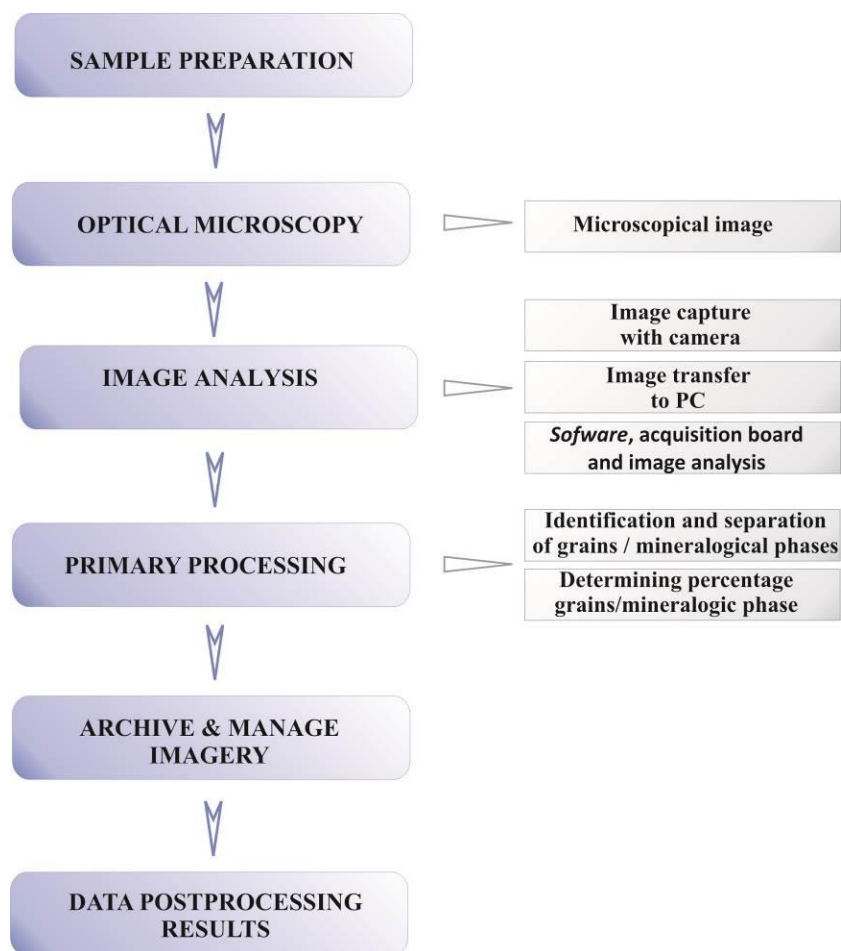 SAMPLE PREPARATION
OPTICAL MICROSCOPY
Microscopical image
Image capture
with camera
IMAGE ANALYSIS
Image transfer
to PC
Sofware, acquisition board
and image analysis
PRIMARY PROCESSING
Identification and separation
of grains / mineralogical phases
Determining percentage
grains/mineralogic phase
ARCHIVE & MANAGE
IMAGERY
DATA POSTPROCESSING
RESULTS